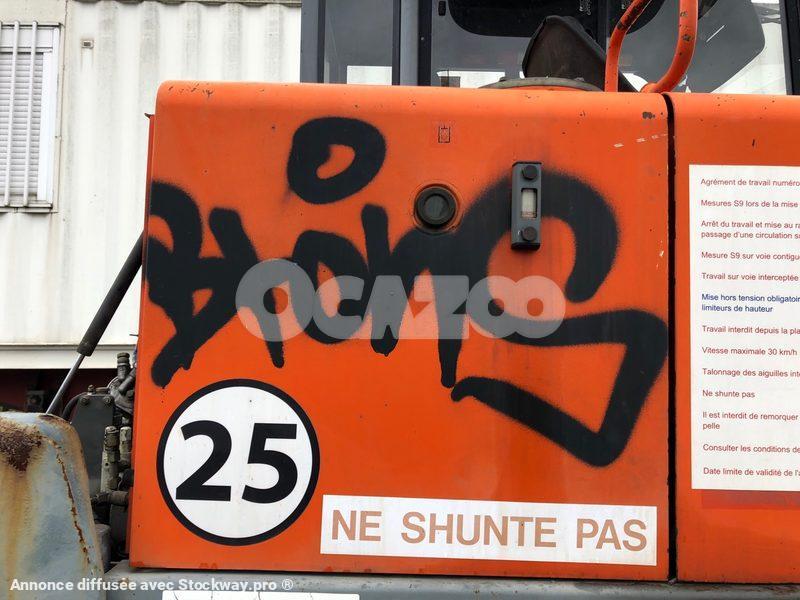 Agrément de travail numéro
Mesures S9 lors de la mise
Arrêt du travail et mise au ra
passage d'une circulation s
Mesure S9 sur voie contigu
Travail sur voie interceptée
Mise hors tension obligatoir
limiteurs de hauteur
Travail interdit depuis la pla
Vitesse maximale 30 km/h
Talonnage des aiguilles inte
Ne shunte pas
Il est interdit de remorquer
pelle
Consulter les conditions de
Date limite de validité de l'a
OCAZOO
25
NE SHUNTE PAS
Annonce diffusée avec Stockway.pro ®